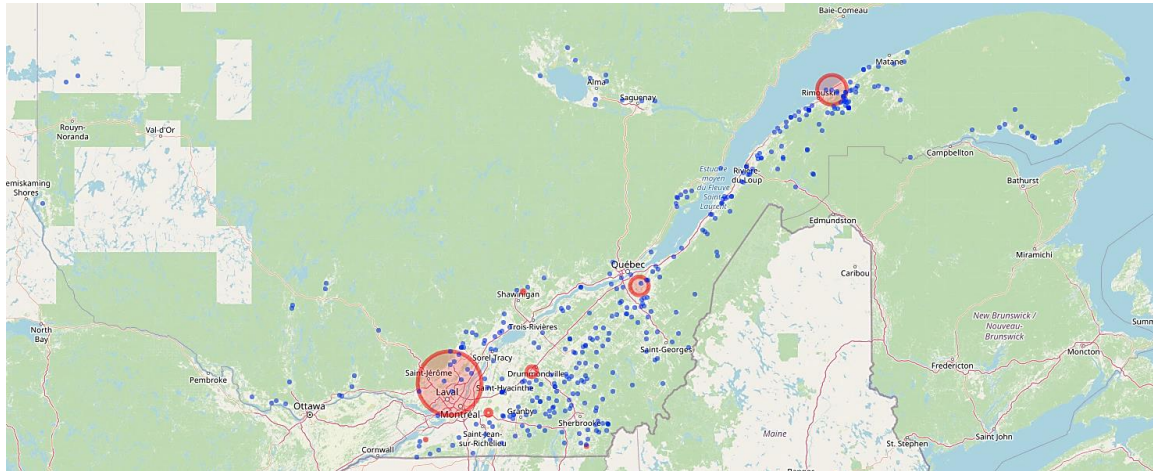 Baie-Comeau
Matane
Rimouski
Alma
Saguenay
Rouyn-
Noranda
Val-d'Or
Campbellton
Estuaire
moyen
du Fleuve
Saint-
Laurent
Rivière-
du-Loup
Bathurst
emiskaming
Shores
Edmundston
Miramichi
Québec
Caribou
Shawinigan
Trois-Rivières
New Brunswick /
Nouveau-
Brunswick
Summ
North
Bay
Saint-Georges
Moncton
Sorel-Tracy
Fredericton
Pembroke
Saint-Jérôme
Drummondville
Laval
Saint-Hyacinthe
Ottawa
Montréal
Granby
Sherbrooke
Saint-Jean-
sur-Richelieu
Maine
St. Stephen
Saint John
Cornwall